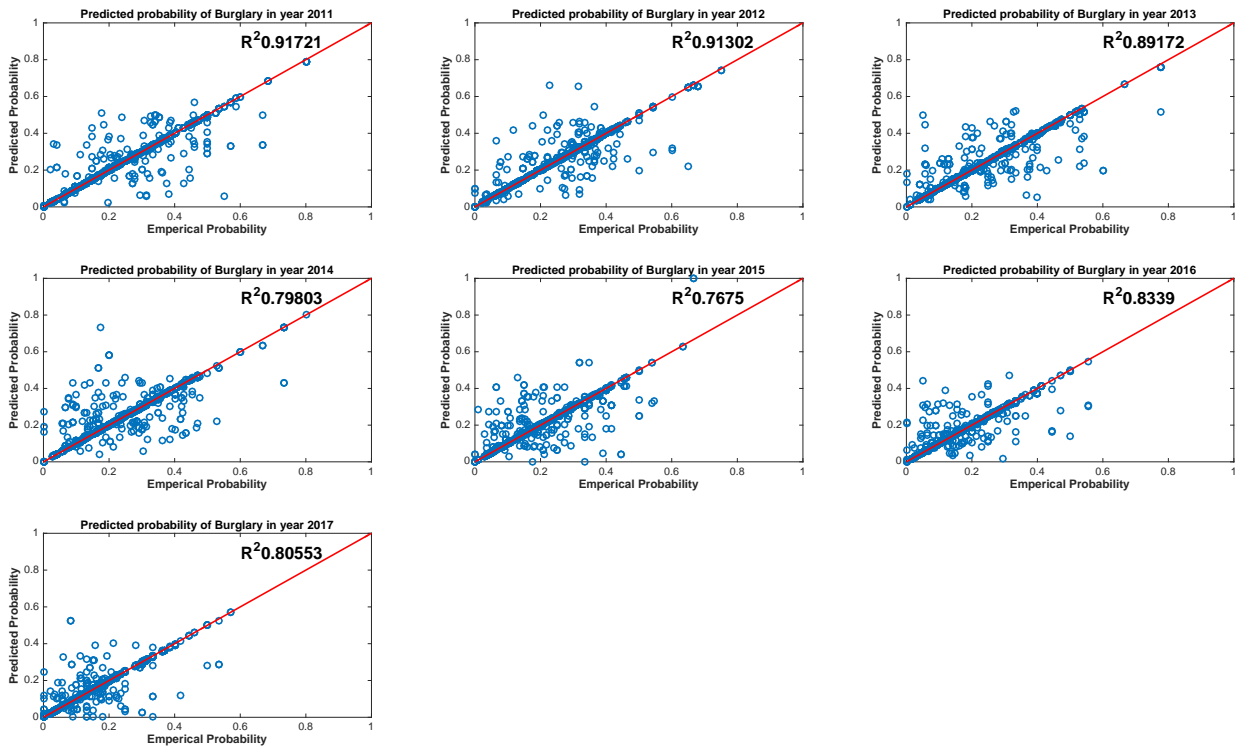 Predicted probability of Burglary in year 2011
R²0.91721
Predicted Probability
1
0.8
0.6
0.4
0.2
0
0 0.2 0.4 0.6 0.8 1
Emperical Probability
Predicted probability of Burglary in year 2012
R²0.91302
Predicted Probability
1
0.8
0.6
0.4
0.2
0
0 0.2 0.4 0.6 0.8 1
Emperical Probability
Predicted probability of Burglary in year 2013
R²0.89172
Predicted Probability
1
0.8
0.6
0.4
0.2
0
0 0.2 0.4 0.6 0.8 1
Emperical Probability
Predicted probability of Burglary in year 2014
R²0.79803
Predicted Probability
1
0.8
0.6
0.4
0.2
0
0 0.2 0.4 0.6 0.8 1
Emperical Probability
Predicted probability of Burglary in year 2015
R²0.7675
Predicted Probability
1
0.8
0.6
0.4
0.2
0
0 0.2 0.4 0.6 0.8 1
Emperical Probability
Predicted probability of Burglary in year 2016
R²0.8339
Predicted Probability
1
0.8
0.6
0.4
0.2
0
0 0.2 0.4 0.6 0.8 1
Emperical Probability
Predicted probability of Burglary in year 2017
R²0.80553
Predicted Probability
1
0.8
0.6
0.4
0.2
0
0 0.2 0.4 0.6 0.8 1
Emperical Probability